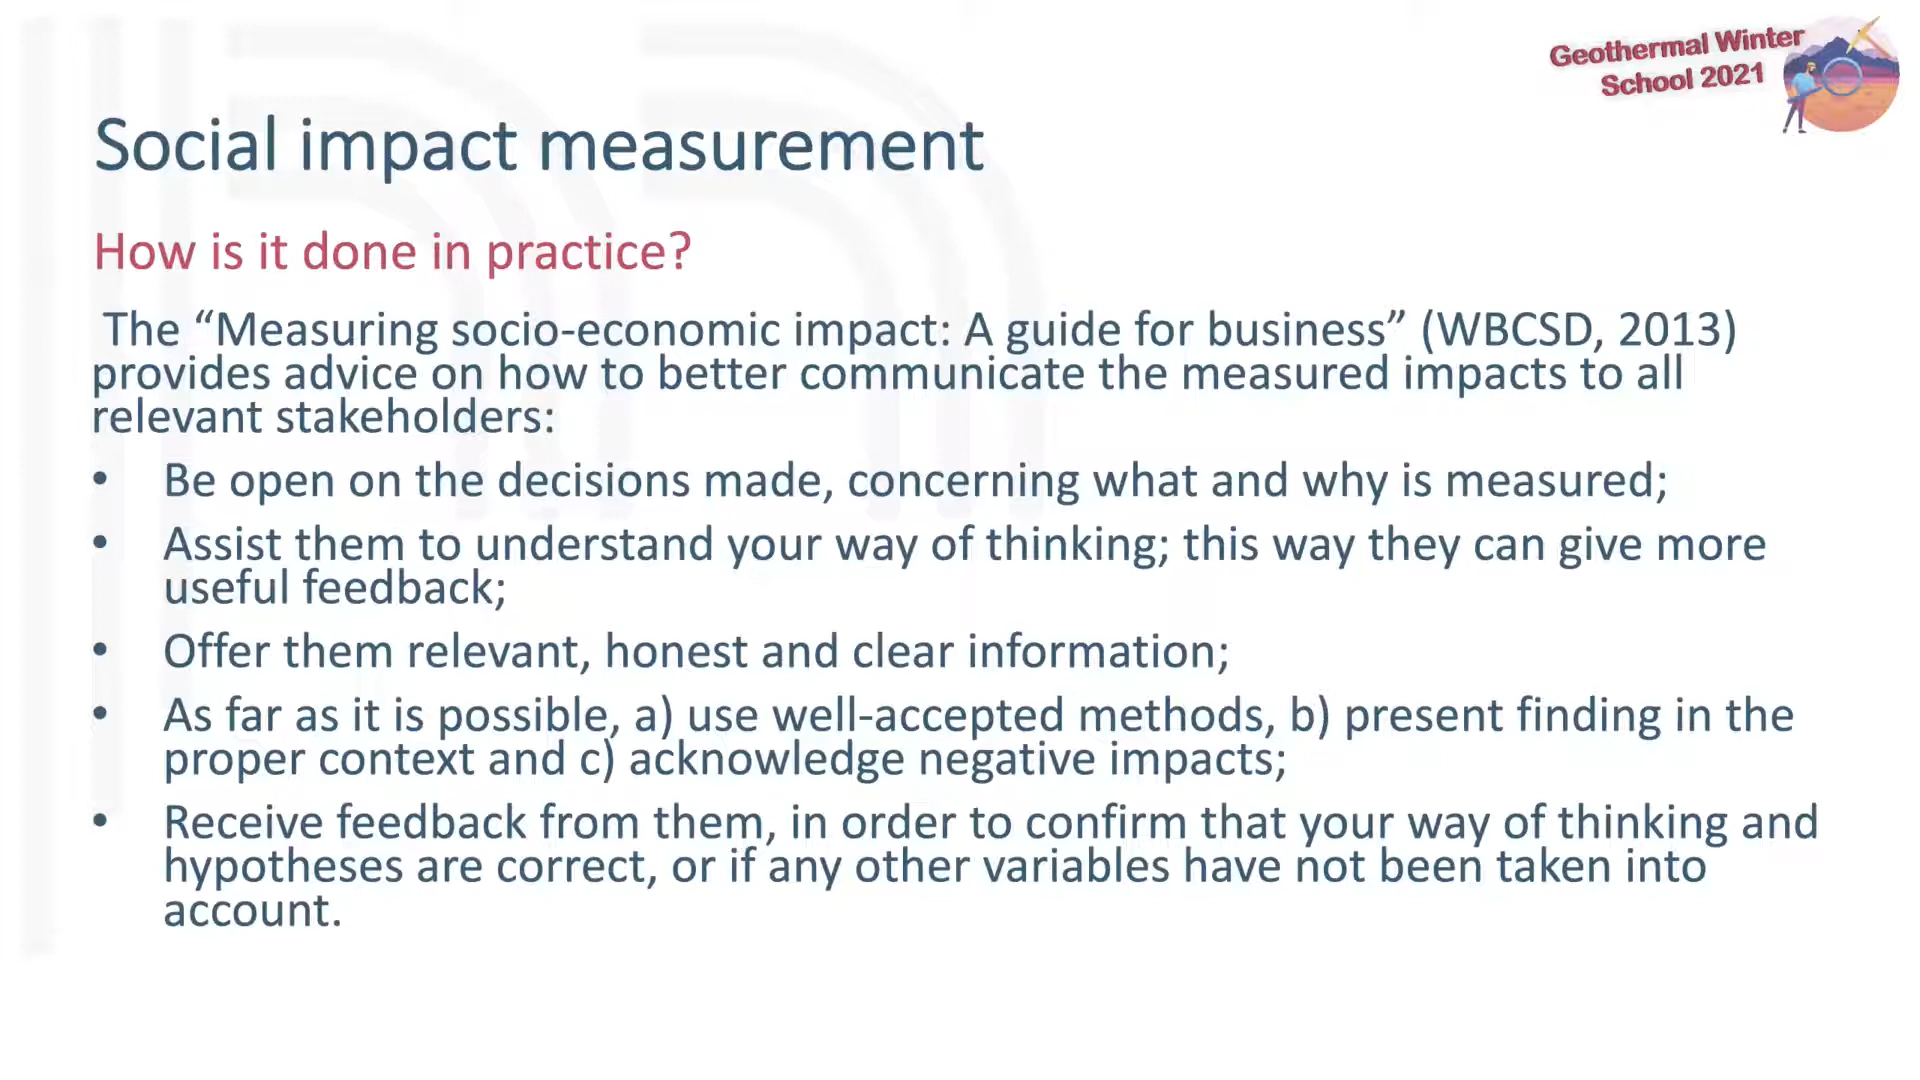 Geothermal Winter
School 2021
Social impact measurement
How is it done in practice?
The “Measuring socio-economic impact: A guide for business” (WBCSD, 2013)
provides advice on how to better communicate the measured impacts to all
relevant stakeholders:
• Be open on the decisions made, concerning what and why is measured;
• Assist them to understand your way of thinking; this way they can give more
useful feedback;
• Offer them relevant, honest and clear information;
• As far as it is possible, a) use well-accepted methods, b) present finding in the
proper context and c) acknowledge negative impacts;
• Receive feedback from them, in order to confirm that your way of thinking and
hypotheses are correct, or if any other variables have not been taken into
account.